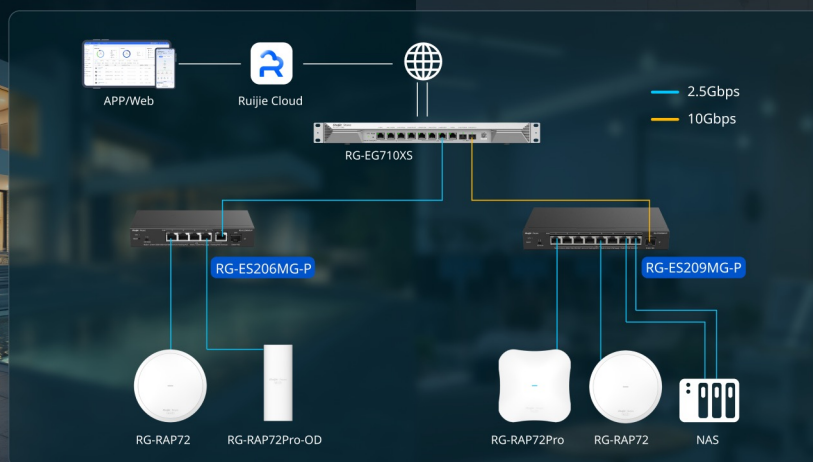 2.5Gbps
APP/Web
Ruijie Cloud
10Gbps
RG-EG710XS
RG-ES206MG-P
RG-ES209MG-P
RG-RAP72
RG-RAP72Pro-OD
RG-RAP72Pro
RG-RAP72
NAS